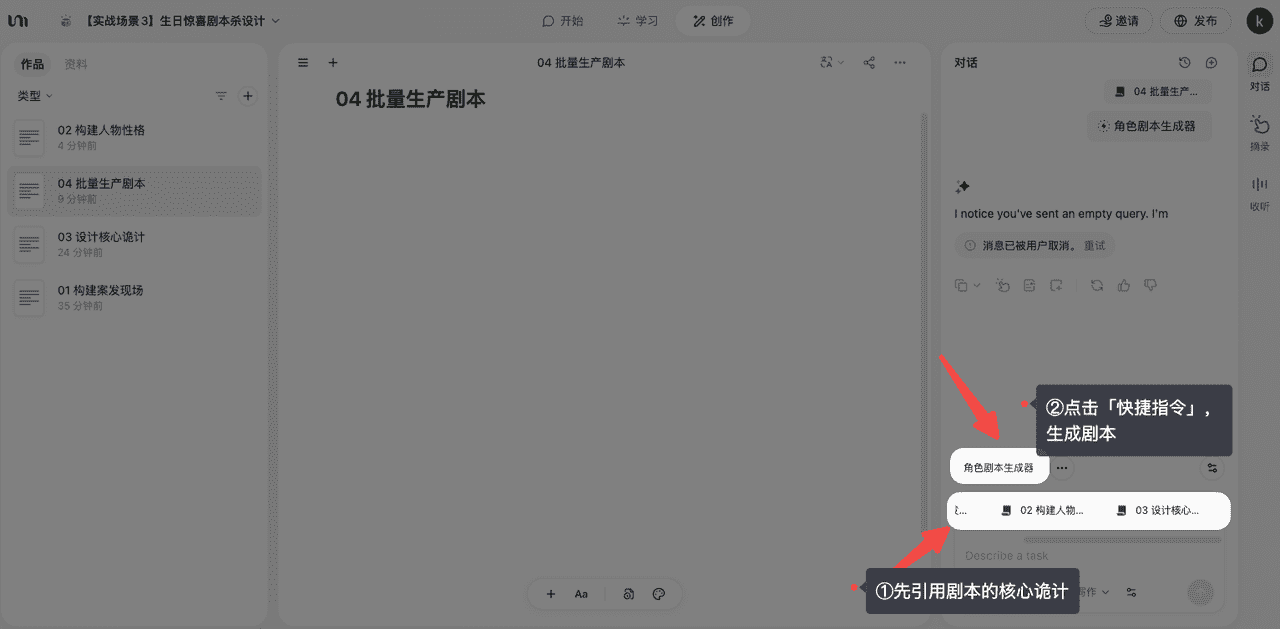 【实战场景 3】生日惊喜剧本杀设计
开始
学习
创作
邀请
发布
k
作品
资料
类型
02 构建人物性格
4 分钟前
04 批量生产剧本
9 分钟前
03 设计核心诡计
24 分钟前
01 构建案发现场
35 分钟前
04 批量生产剧本
04 批量生产剧本
Aa
对话
04 批量生产...
角色剧本生成器
I notice you've sent an empty query. I'm
消息已被用户取消。 重试
②点击「快捷指令」,
生成剧本
角色剧本生成器
02 构建人物...
03 设计核心...
Describe a task
①先引用剧本的核心诡计
对话
摘录
收听